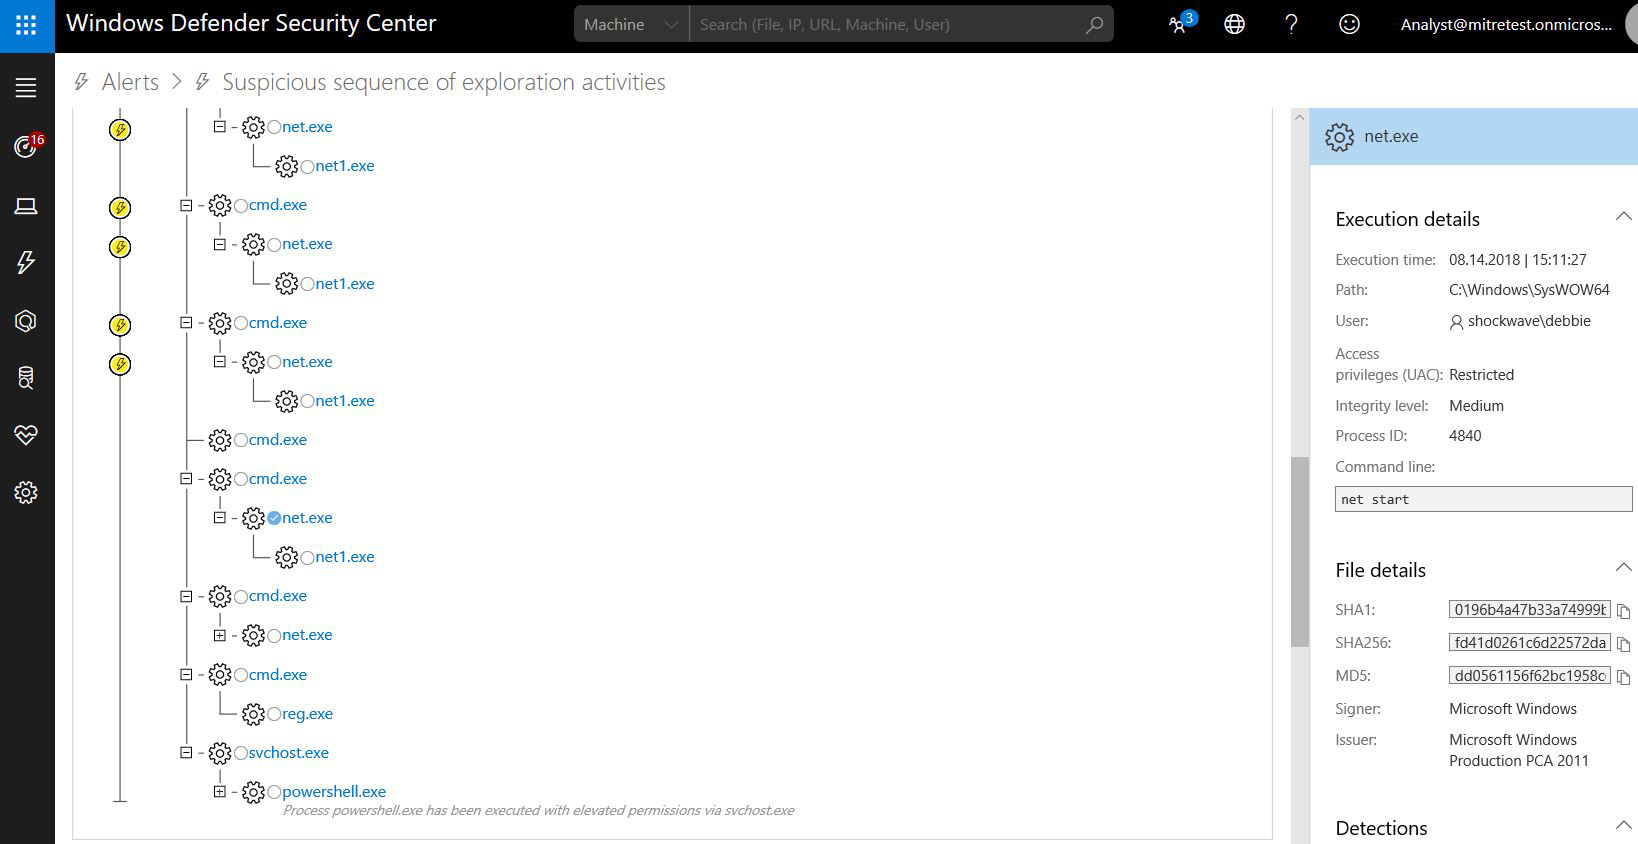 Windows Defender Security Center
Machine
Search (File, IP, URL, Machine, User)
3
Analyst@mitretest.onmicros...
Alerts > Suspicious sequence of exploration activities
16
net.exe
net1.exe
cmd.exe
net.exe
net1.exe
cmd.exe
net.exe
net1.exe
cmd.exe
cmd.exe
net.exe
net1.exe
cmd.exe
net.exe
cmd.exe
reg.exe
svchost.exe
powershell.exe
Process powershell.exe has been executed with elevated permissions via svchost.exe
net.exe
Execution details
Execution time: 08.14.2018 | 15:11:27
Path: C:\Windows\SysWOW64
User: shockwave\debbie
Access
privileges (UAC): Restricted
Integrity level: Medium
Process ID: 4840
Command line:
net start
File details
SHA1: 0196b4a47b33a74999b
SHA256: fd41d0261c6d22572da
MD5: dd0561156f62bc1958c
Signer: Microsoft Windows
Issuer: Microsoft Windows
Production PCA 2011
Detections